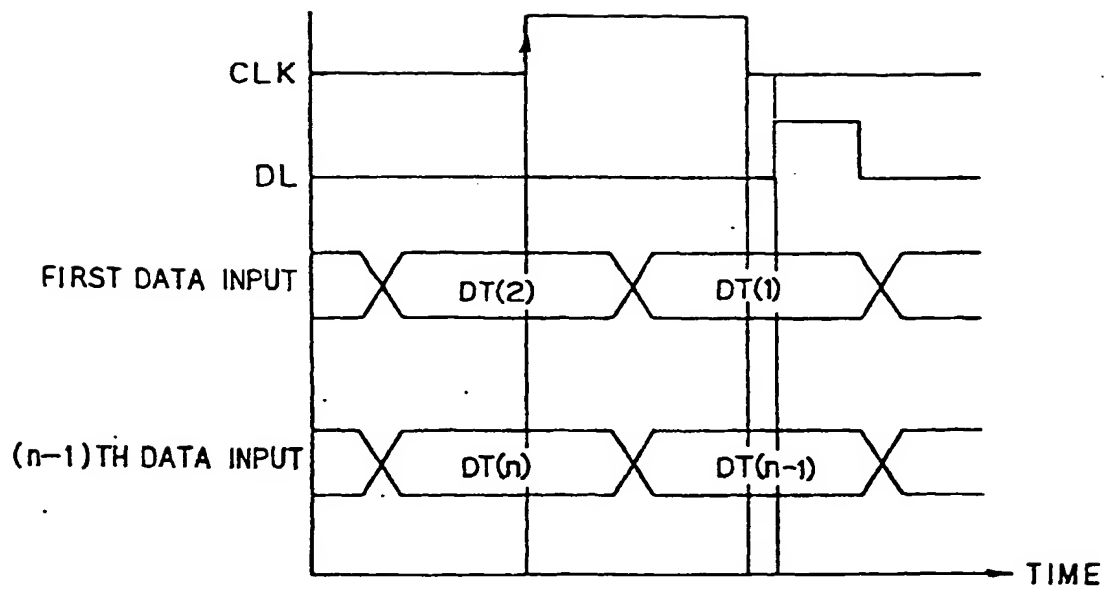 CLK
DL
FIRST DATA INPUT DT(2) DT(1)
(n-1)TH DATA INPUT DT(n) DT(n-1)
TIME